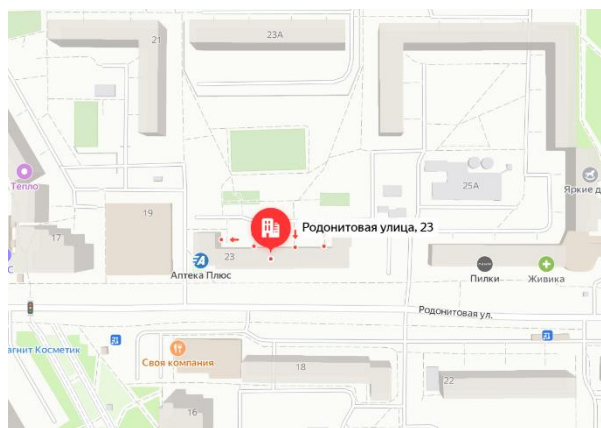 21
23А
Тепло
19
17
С
23
Аптека Плюс
Родонитовая улица, 23
25А
Яркие д
Пилки
Живика
Родонитовая ул.
агнит Косметик
Своя компания
18
22
16